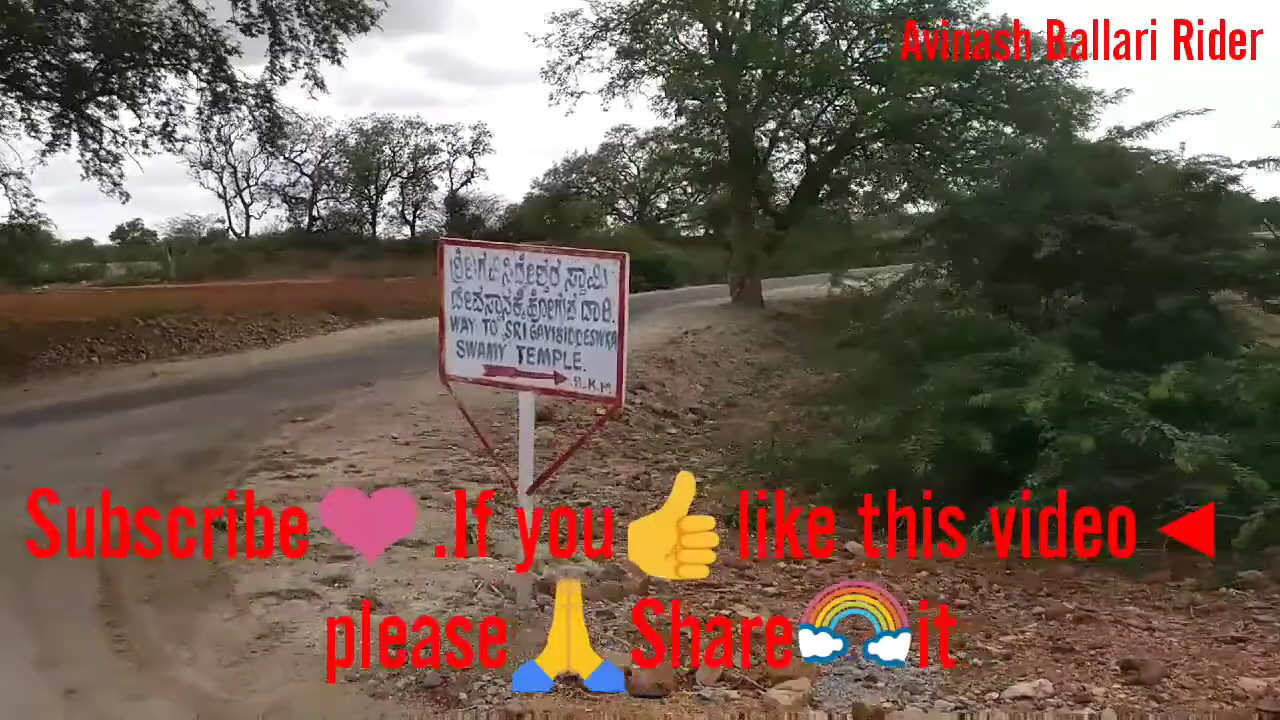 Avinash Ballari Rider
ಶ್ರೀ ಗವಿಸಿದ್ದೇಶ್ವರ ಸ್ವಾಮಿ
ದೇವಸ್ಥಾನಕ್ಕೆ ಹೋಗುವ ದಾರಿ.
WAY TO SRI GAVISIDDESWRA
SWAMY TEMPLE.
Subscribe💗.If you👍like this video◀
please🙏Share🌈it